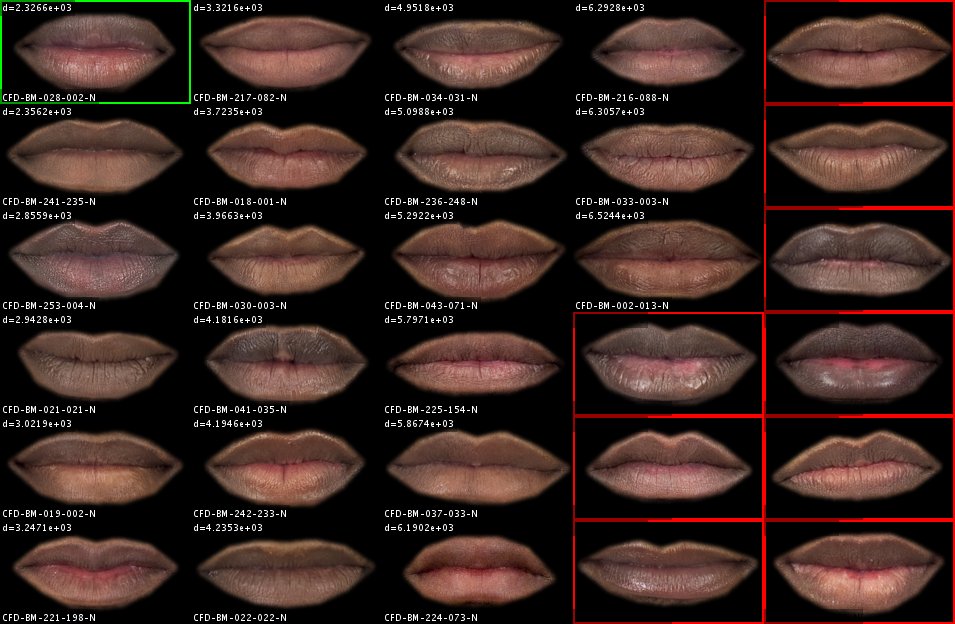 d=2.3266e+03
CFD-BM-028-002-N
d=3.3216e+03
CFD-BM-217-082-N
d=4.9518e+03
CFD-BM-034-031-N
d=6.2928e+03
CFD-BM-216-088-N
d=2.3562e+03
CFD-BM-241-235-N
d=3.7235e+03
CFD-BM-018-001-N
d=5.0988e+03
CFD-BM-236-248-N
d=6.3057e+03
CFD-BM-033-003-N
d=2.8559e+03
CFD-BM-253-004-N
d=3.9663e+03
CFD-BM-030-003-N
d=5.2922e+03
CFD-BM-043-071-N
d=6.5244e+03
CFD-BM-002-013-N
d=2.9428e+03
CFD-BM-021-021-N
d=4.1816e+03
CFD-BM-041-035-N
d=5.7971e+03
CFD-BM-225-154-N
d=3.0219e+03
CFD-BM-019-002-N
d=4.1946e+03
CFD-BM-242-233-N
d=5.8674e+03
CFD-BM-037-033-N
d=3.2471e+03
CFD-BM-221-198-N
d=4.2353e+03
CFD-BM-022-022-N
d=6.1902e+03
CFD-BM-224-073-N